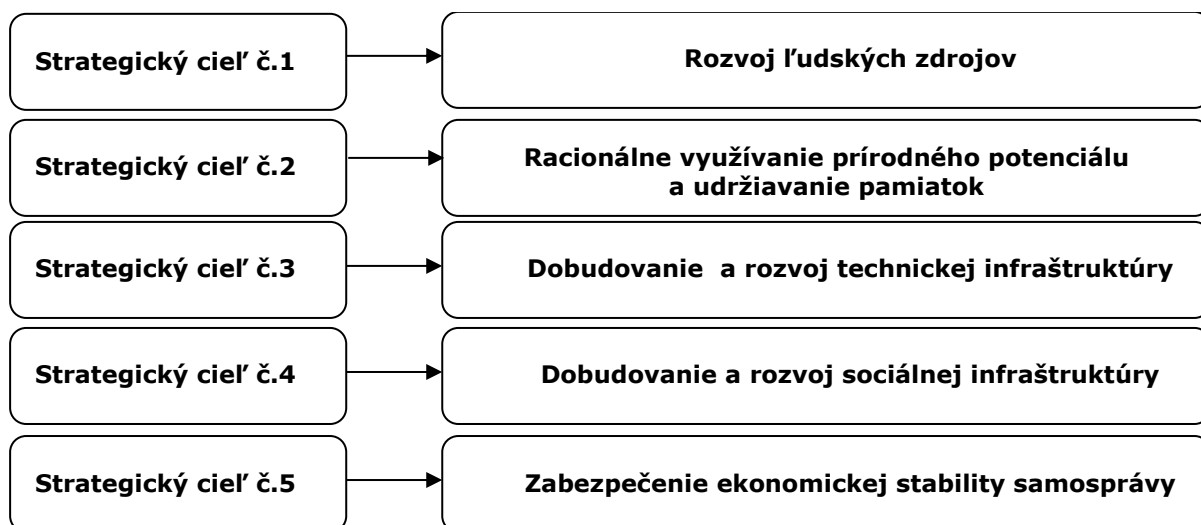 Strategický cieľ č.1
Rozvoj ľudských zdrojov
Strategický cieľ č.2
Racionálne využívanie prírodného potenciálu
a udržiavanie pamiatok
Strategický cieľ č.3
Dobudovanie a rozvoj technickej infraštruktúry
Strategický cieľ č.4
Dobudovanie a rozvoj sociálnej infraštruktúry
Strategický cieľ č.5
Zabezpečenie ekonomickej stability samosprávy